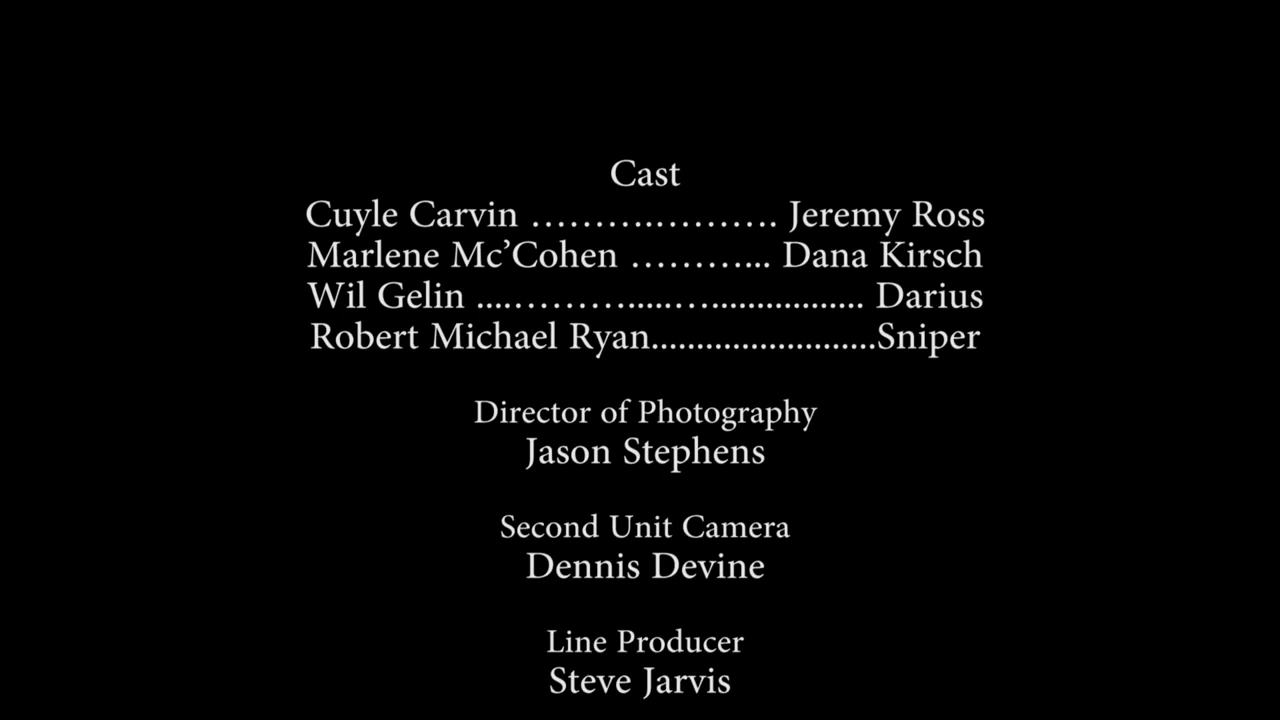 Cast
Cuyle Carvin ……….………. Jeremy Ross
Marlene Mc’Cohen ………... Dana Kirsch
Wil Gelin ....……….....…................. Darius
Robert Michael Ryan.........................Sniper
Director of Photography
Jason Stephens
Second Unit Camera
Dennis Devine
Line Producer
Steve Jarvis